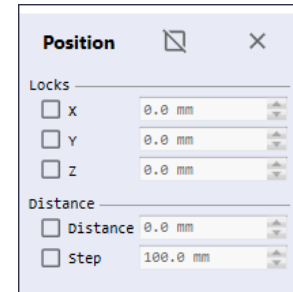 Position
Locks
X 0.0 mm
Y 0.0 mm
Z 0.0 mm
Distance
Distance 0.0 mm
Step 100.0 mm